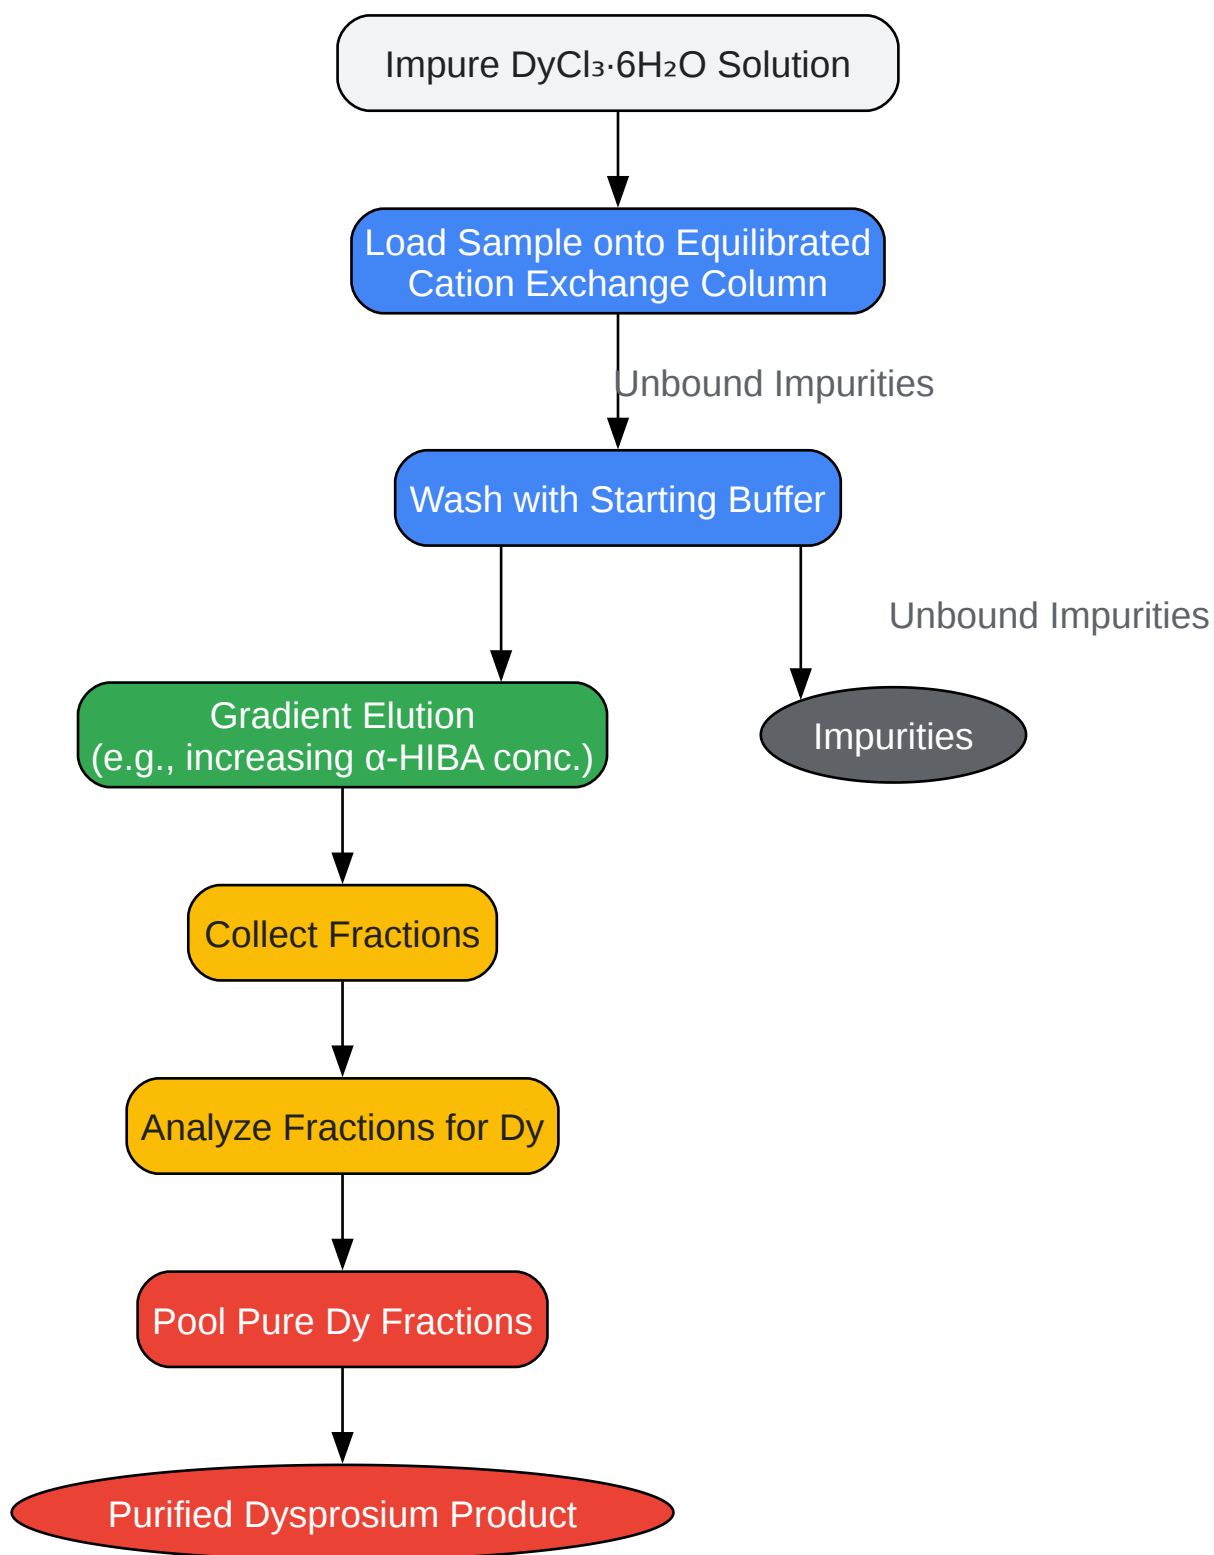 Impure DyCl₃·6H₂O Solution
Load Sample onto Equilibrated
Cation Exchange Column
Unbound Impurities
Wash with Starting Buffer
Unbound Impurities
Gradient Elution
(e.g., increasing α-HIBA conc.)
Impurities
Collect Fractions
Analyze Fractions for Dy
Pool Pure Dy Fractions
Purified Dysprosium Product